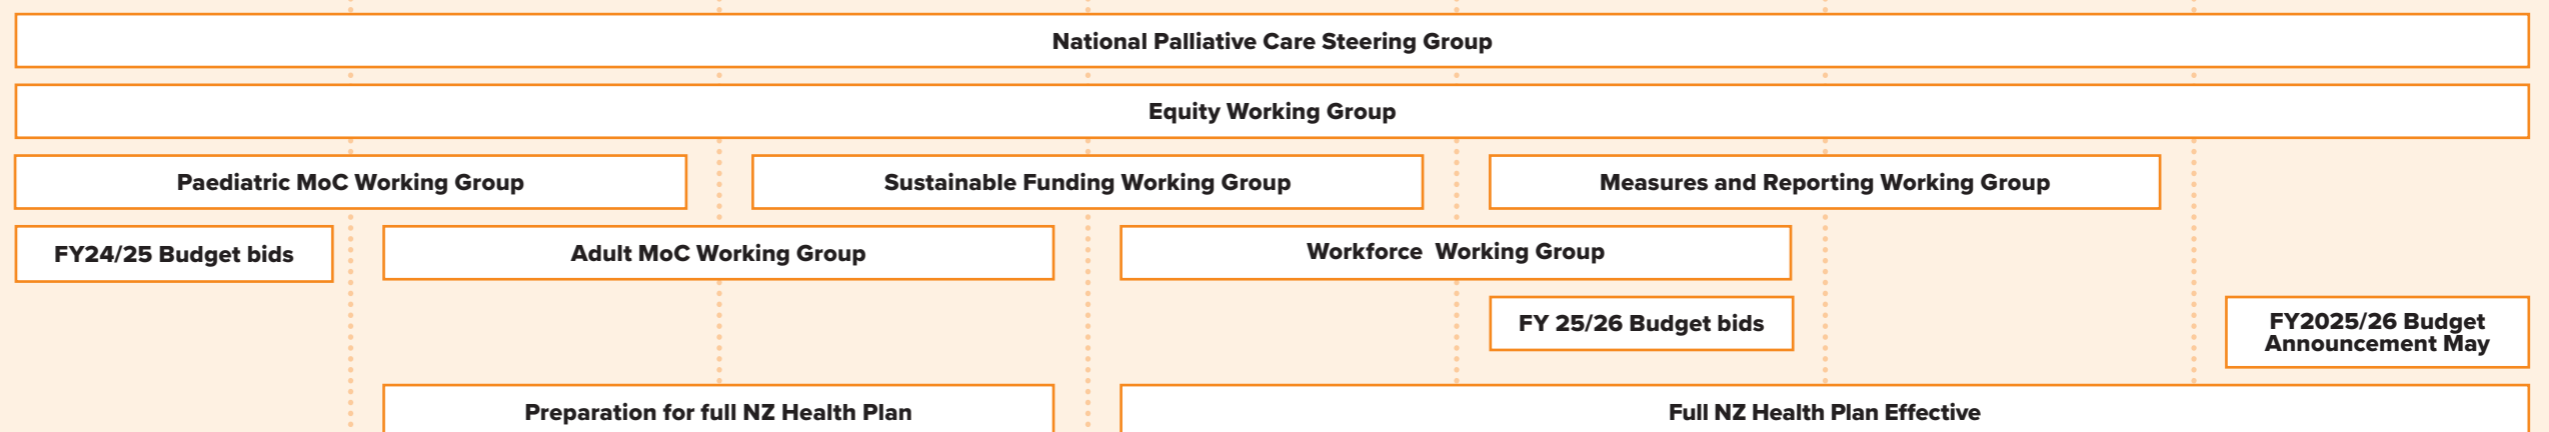 National Palliative Care Steering Group
Equity Working Group
Paediatric MoC Working Group
Sustainable Funding Working Group
Measures and Reporting Working Group
FY24/25 Budget bids
Adult MoC Working Group
Workforce  Working Group
FY 25/26 Budget bids
FY2025/26 Budget
Announcement May
Preparation for full NZ Health Plan
Full NZ Health Plan Effective